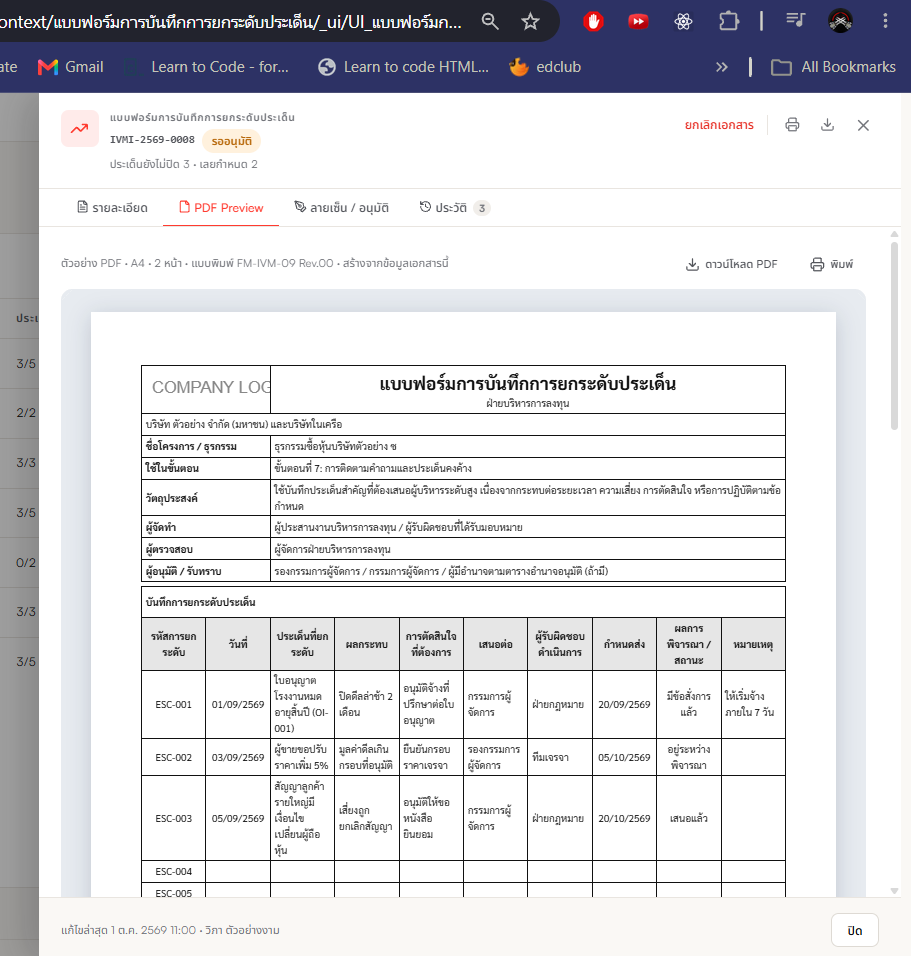 ontext/แบบฟอร์มการบันทึกการยกระดับประเด็น/_ui/UI_แบบฟอร์มก...
ate Gmail Learn to Code - for... Learn to code HTML... edclub » All Bookmarks
แบบฟอร์มการบันทึกการยกระดับประเด็น
IVMI-2569-0008 รออนุมัติ
ประเด็นยังไม่ปิด 3 • เลยกำหนด 2
ยกเลิกเอกสาร
รายละเอียด PDF Preview ลายเซ็น / อนุมัติ ประวัติ 3
ตัวอย่าง PDF • A4 • 2 หน้า • แบบพิมพ์ FM-IVM-09 Rev.00 • สร้างจากข้อมูลเอกสารนี้
ดาวน์โหลด PDF พิมพ์
ประเ
3/5
2/2
3/3
3/5
0/2
3/3
3/5
COMPANY LOG
แบบฟอร์มการบันทึกการยกระดับประเด็น
ฝ่ายบริหารการลงทุน
บริษัท ตัวอย่าง จำกัด (มหาชน) และบริษัทในเครือ
ชื่อโครงการ / ธุรกรรม ธุรกรรมซื้อหุ้นบริษัทตัวอย่าง ซ
ใช้ในขั้นตอน ขั้นตอนที่ 7: การติดตามคำถามและประเด็นคงค้าง
วัตถุประสงค์ ใช้บันทึกประเด็นสำคัญที่ต้องเสนอผู้บริหารระดับสูง เนื่องจากกระทบต่อระยะเวลา ความเสี่ยง การตัดสินใจ หรือการปฏิบัติตามข้อ
กำหนด
ผู้จัดทำ ผู้ประสานงานบริหารการลงทุน / ผู้รับผิดชอบที่ได้รับมอบหมาย
ผู้ตรวจสอบ ผู้จัดการฝ่ายบริหารการลงทุน
ผู้อนุมัติ / รับทราบ รองกรรมการผู้จัดการ / กรรมการผู้จัดการ / ผู้มีอำนาจตามตารางอำนาจอนุมัติ (ถ้ามี)
บันทึกการยกระดับประเด็น
รหัสการยกระดับ วันที่ ประเด็นที่ยกระดับ ผลกระทบ การตัดสินใจที่ต้องการ เสนอต่อ ผู้รับผิดชอบดำเนินการ กำหนดส่ง ผลการพิจารณา / สถานะ หมายเหตุ
ESC-001 01/09/2569 ใบอนุญาตโรงงานหมดอายุสิ้นปี (OI-001) ปิดดีลล่าช้า 2 เดือน อนุมัติจ้างที่ปรึกษาต่อใบอนุญาต กรรมการผู้จัดการ ฝ่ายกฎหมาย 20/09/2569 มีข้อสั่งการแล้ว ให้เริ่มจ้างภายใน 7 วัน
ESC-002 03/09/2569 ผู้ขายขอปรับราคาเพิ่ม 5% มูลค่าดีลเกินกรอบที่อนุมัติ ยืนยันกรอบราคาเจรจา รองกรรมการผู้จัดการ ทีมเจรจา 05/10/2569 อยู่ระหว่างพิจารณา
ESC-003 05/09/2569 สัญญาลูกค้ารายใหญ่มีเงื่อนไขเปลี่ยนผู้ถือหุ้น เสี่ยงถูกยกเลิกสัญญา อนุมัติให้ขอหนังสือยินยอม กรรมการผู้จัดการ ฝ่ายกฎหมาย 20/10/2569 เสนอแล้ว
ESC-004
ESC-005
แก้ไขล่าสุด 1 ต.ค. 2569 11:00 • วิภา ตัวอย่างงาม
ปิด